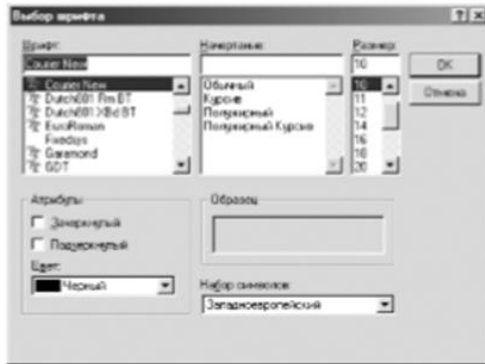 Выбор шрифта
Шрифт:
Начертание:
Размер:
Courier New
10
OK
Courier New
Обычный
10
Отмена
Dutch801 Rm BT
Курсив
11
Dutch801 XBd BT
Полужирный
12
EuroRoman
Полужирный Курсив
14
Fixedsys
16
Garamond
18
GDT
20
Атрибуты
Образец
Зачеркнутый
Подчеркнутый
Цвет:
Набор символов:
Черный
Западноевропейский